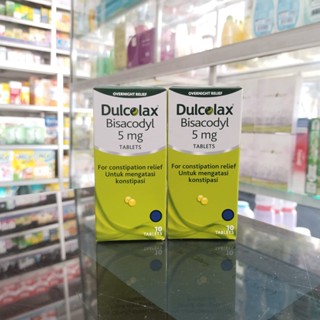 OVERNIGHT RELIEF
Dulcolax®
Bisacodyl
5 mg
TABLETS
For constipation relief
Untuk mengatasi
konstipasi
10
TABLETS
OVERNIGHT RELIEF
Dulcolax®
Bisacodyl
5 mg
TABLETS
For constipation relief
Untuk mengatasi
konstipasi
10
TABLETS